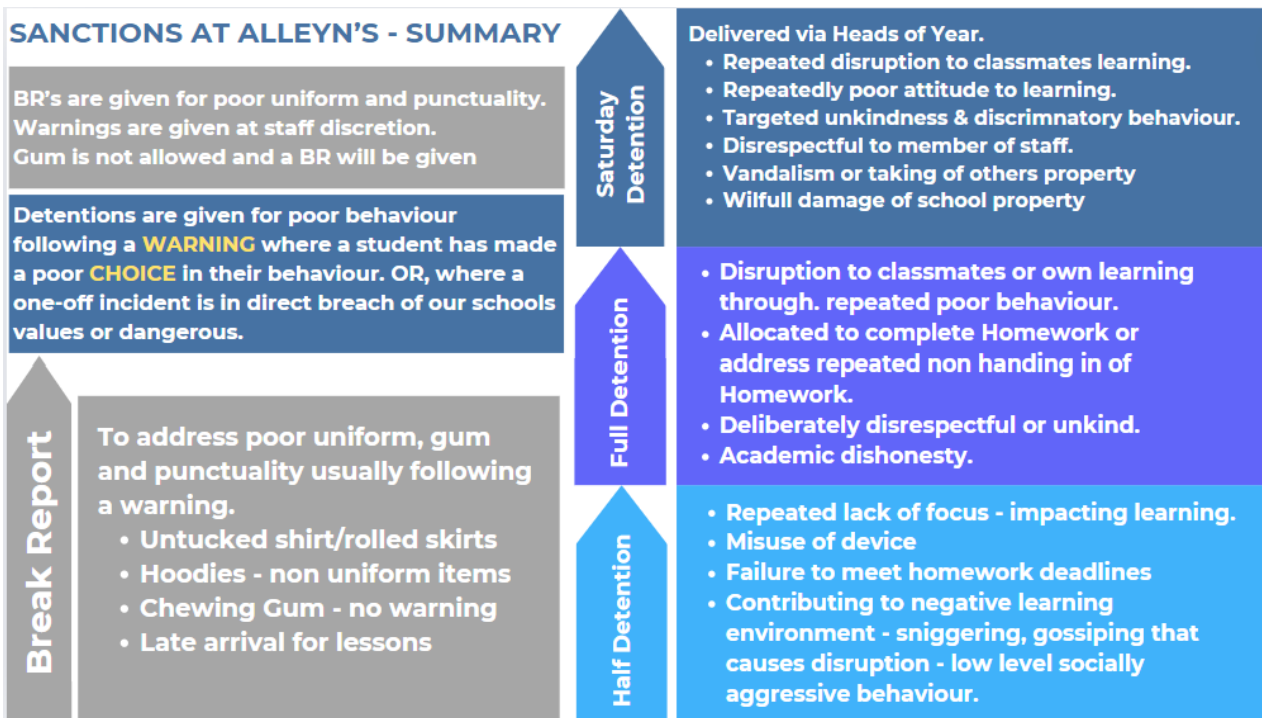 SANCTIONS AT ALLEYN'S - SUMMARY
BR's are given for poor uniform and punctuality.
Warnings are given at staff discretion.
Gum is not allowed and a BR will be given
Detentions are given for poor behaviour
following a WARNING where a student has made
a poor CHOICE in their behaviour. OR, where a
one-off incident is in direct breach of our schools
values or dangerous.
Break Report
To address poor uniform, gum
and punctuality usually following
a warning.
• Untucked shirt/rolled skirts
• Hoodies - non uniform items
• Chewing Gum - no warning
• Late arrival for lessons
Saturday
Detention
Delivered via Heads of Year.
• Repeated disruption to classmates learning.
• Repeatedly poor attitude to learning.
• Targeted unkindness & discrimnatory behaviour.
• Disrespectful to member of staff.
• Vandalism or taking of others property
• Wilfull damage of school property
Full Detention
• Disruption to classmates or own learning
through. repeated poor behaviour.
• Allocated to complete Homework or
address repeated non handing in of
Homework.
• Deliberately disrespectful or unkind.
• Academic dishonesty.
Half Detention
• Repeated lack of focus - impacting learning.
• Misuse of device
• Failure to meet homework deadlines
• Contributing to negative learning
environment - sniggering, gossiping that
causes disruption - low level socially
aggressive behaviour.